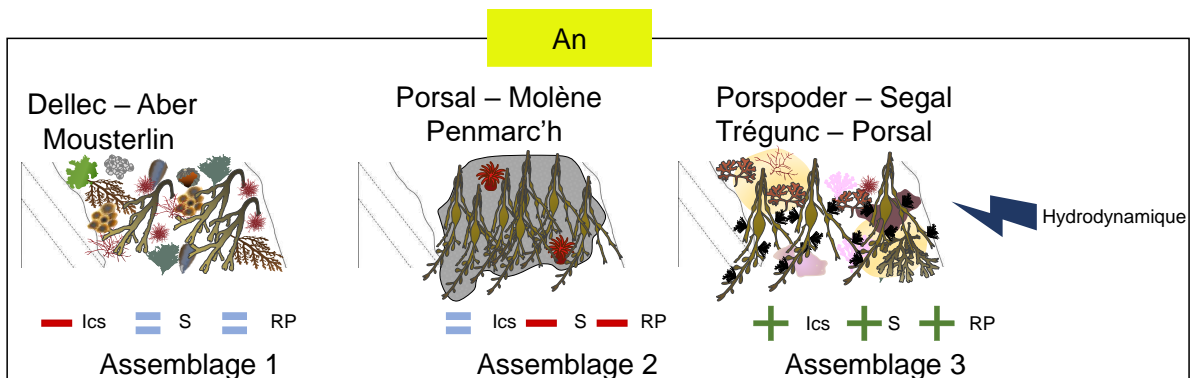 An
Dellec – Aber
Mousterlin
Porsal – Molène
Penmarc'h
Porspoder – Segal
Trégunc – Porsal
Hydrodynamique
Ics S RP
Ics S RP
Ics S RP
Assemblage 1
Assemblage 2
Assemblage 3